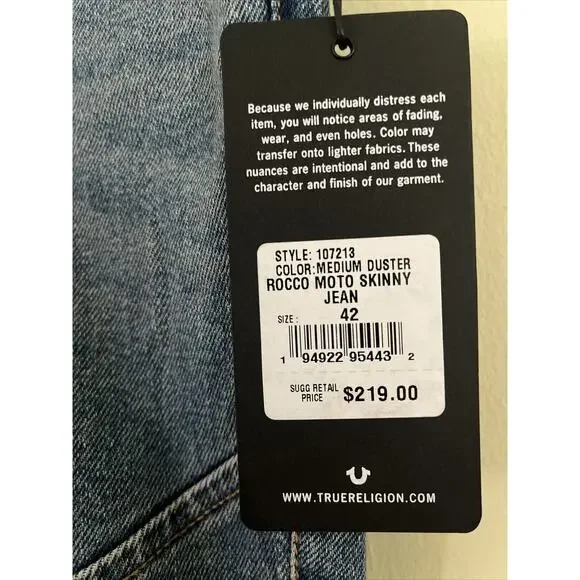 Because we individually distress each
item, you will notice areas of fading,
wear, and even holes. Color may
transfer onto lighter fabrics. These
nuances are intentional and add to the
character and finish of our garment.
STYLE: 107213
COLOR:MEDIUM DUSTER
ROCCO MOTO SKINNY
JEAN
SIZE: 42
1 94922 95443 2
SUGG RETAIL
PRICE $219.00
WWW.TRUERELIGION.COM